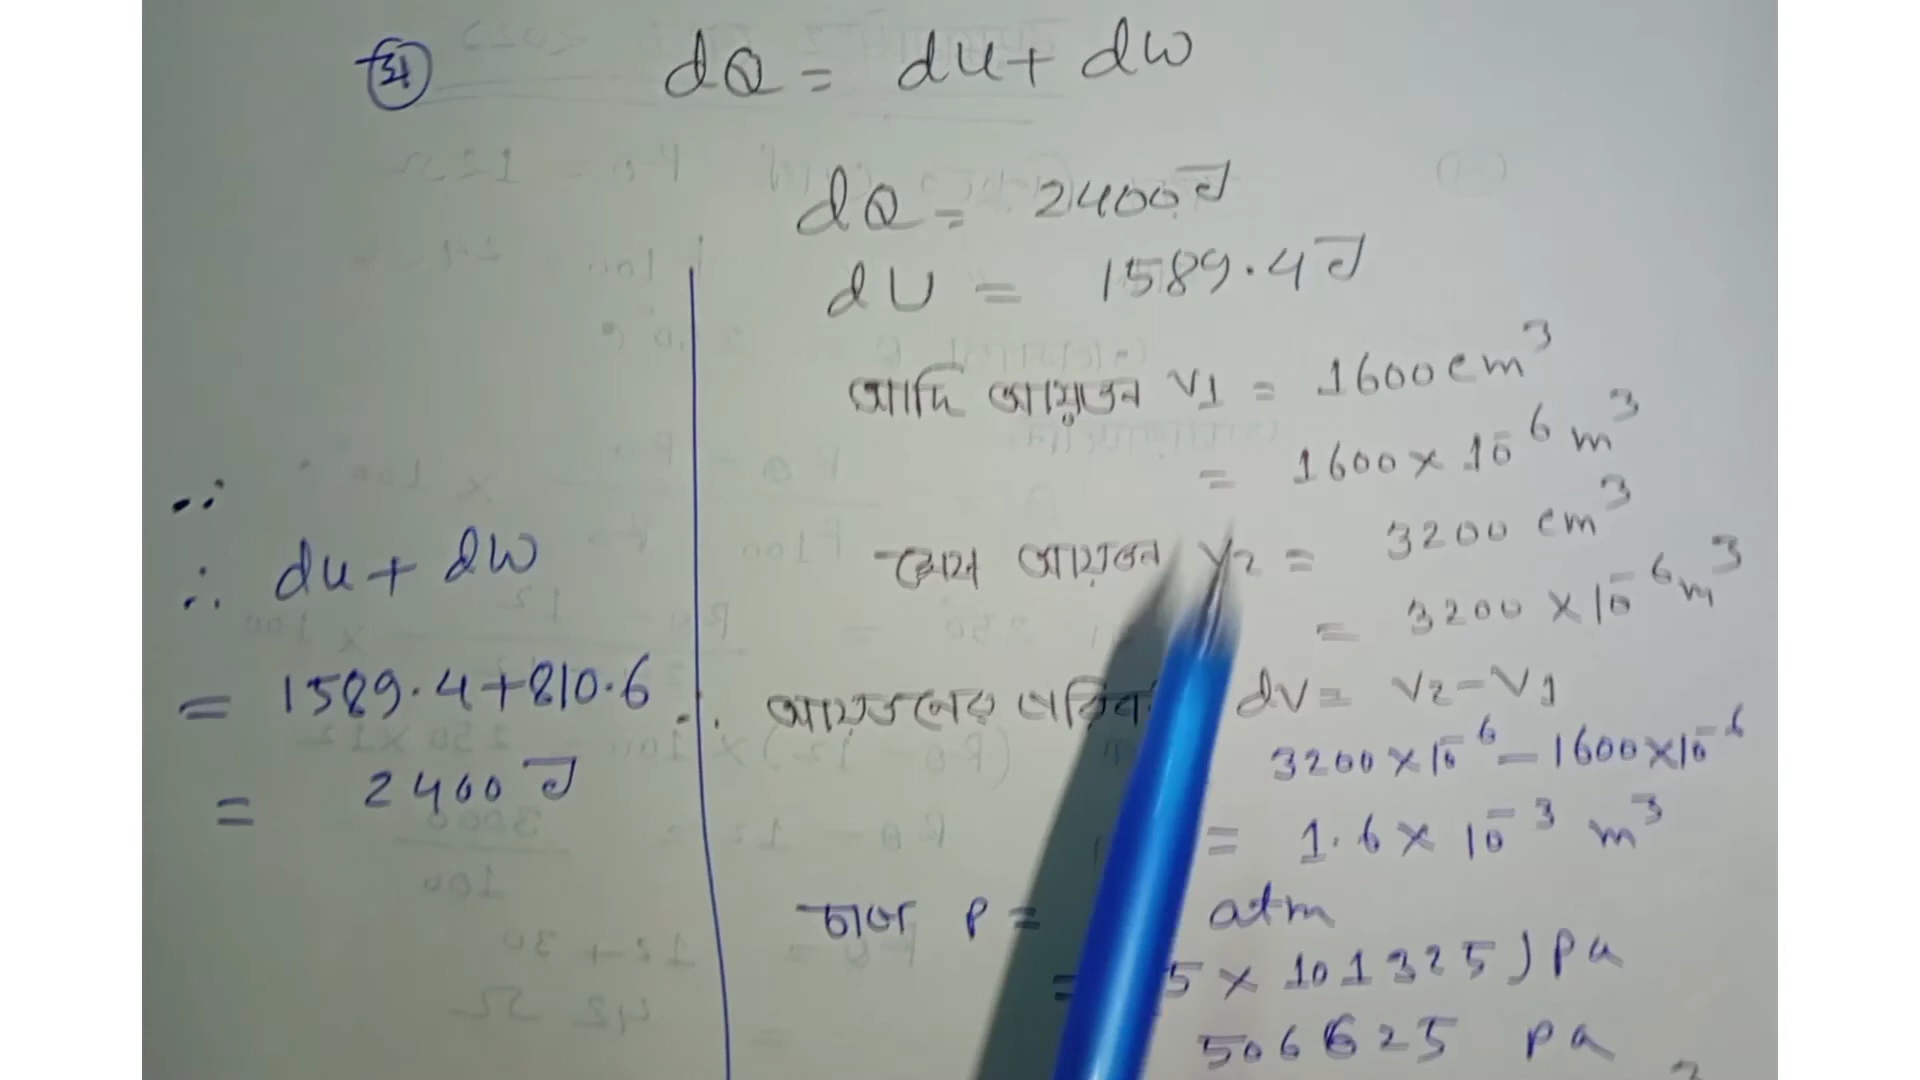 ঘ dQ = du + dw
dQ = 2400J
dU = 1589.4J
আদি আয়তন V1 = 1600 cm³
= 1600 × 10⁻⁶ m³
শেষ আয়তন V2 = 3200 cm³
= 3200 × 10⁻⁶ m³
∴ আয়তনের dV = V2 - V1
3200×10⁻⁶ - 1600×10⁻⁶
= 1.6 × 10⁻³ m³
চাপ P = atm
= 5 × 101325) Pa
506625 Pa
∴
∴ du + dw
= 1589.4 + 810.6
= 2400 J